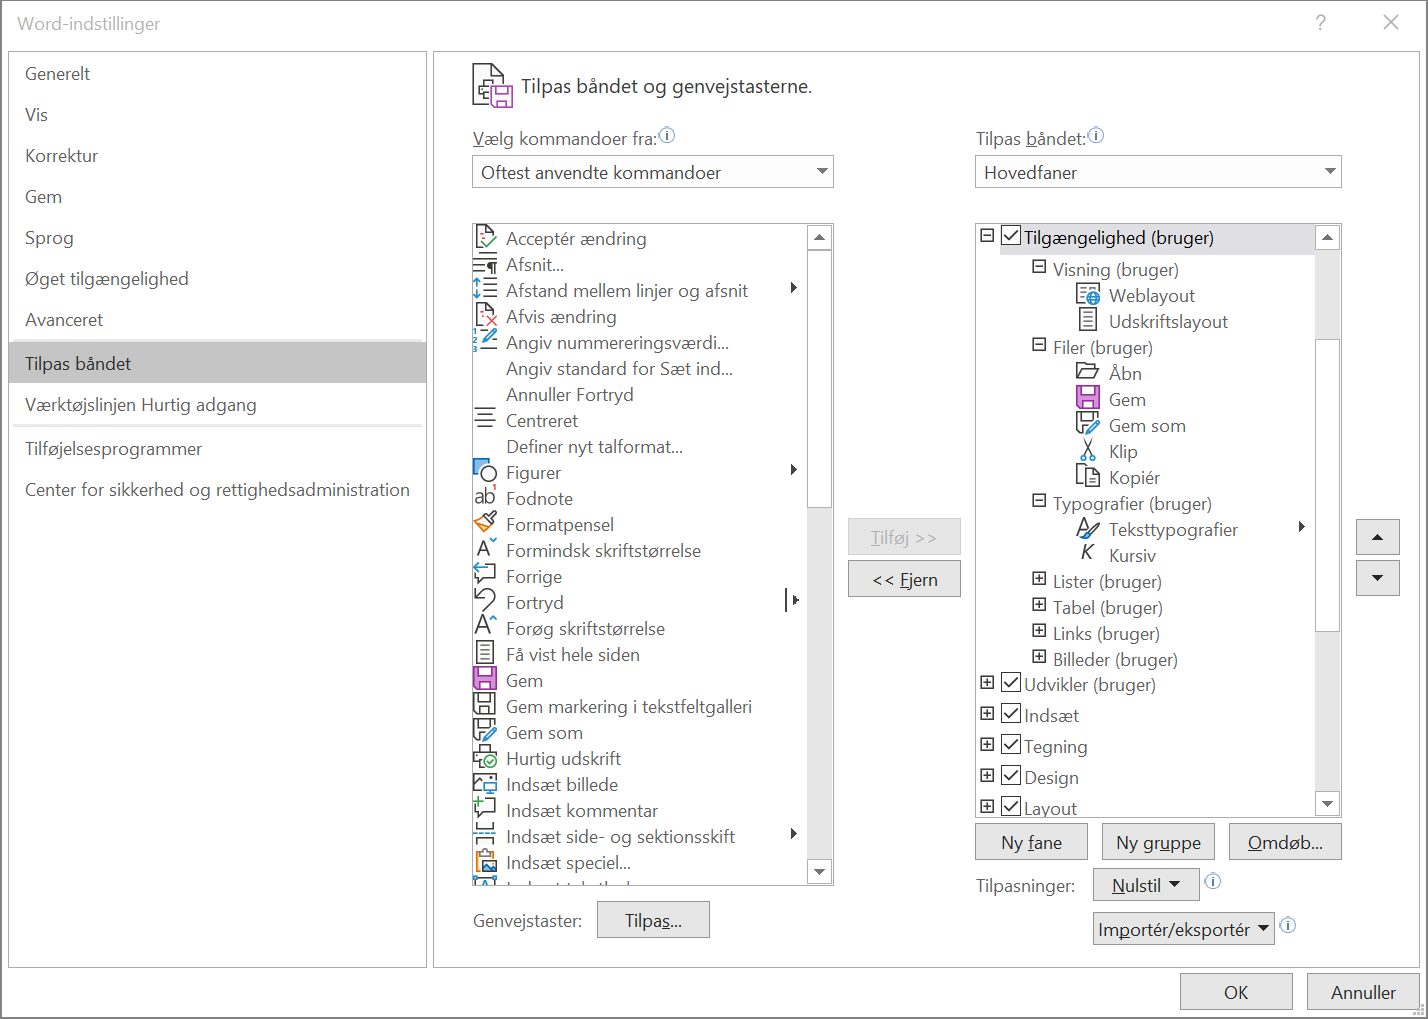 Word-indstillinger
Generelt
Vis
Korrektur
Gem
Sprog
Øget tilgængelighed
Avanceret
Tilpas båndet
Værktøjslinjen Hurtig adgang
Tilføjelsesprogrammer
Center for sikkerhed og rettighedsadministration
Tilpas båndet og genvejstasterne.
Vælg kommandoer fra:
Oftest anvendte kommandoer
Acceptér ændring
Afsnit...
Afstand mellem linjer og afsnit
Afvis ændring
Angiv nummereringsværdi...
Angiv standard for Sæt ind...
Annuller Fortryd
Centreret
Definer nyt talformat...
Figurer
Fodnote
Formatpensel
Formindsk skriftstørrelse
Forrige
Fortryd
Forøg skriftstørrelse
Få vist hele siden
Gem
Gem markering i tekstfeltgalleri
Gem som
Hurtig udskrift
Indsæt billede
Indsæt kommentar
Indsæt side- og sektionsskift
Indsæt speciel...
Genvejstaster:
Tilpas...
Tilføj >>
<< Fjern
Tilpas båndet:
Hovedfaner
Tilgængelighed (bruger)
Visning (bruger)
Weblayout
Udskriftslayout
Filer (bruger)
Åbn
Gem
Gem som
Klip
Kopiér
Typografier (bruger)
Teksttypografier
Kursiv
Lister (bruger)
Tabel (bruger)
Links (bruger)
Billeder (bruger)
Udvikler (bruger)
Indsæt
Tegning
Design
Layout
Ny fane
Ny gruppe
Omdøb...
Tilpasninger:
Nulstil
Importér/eksportér
OK
Annuller